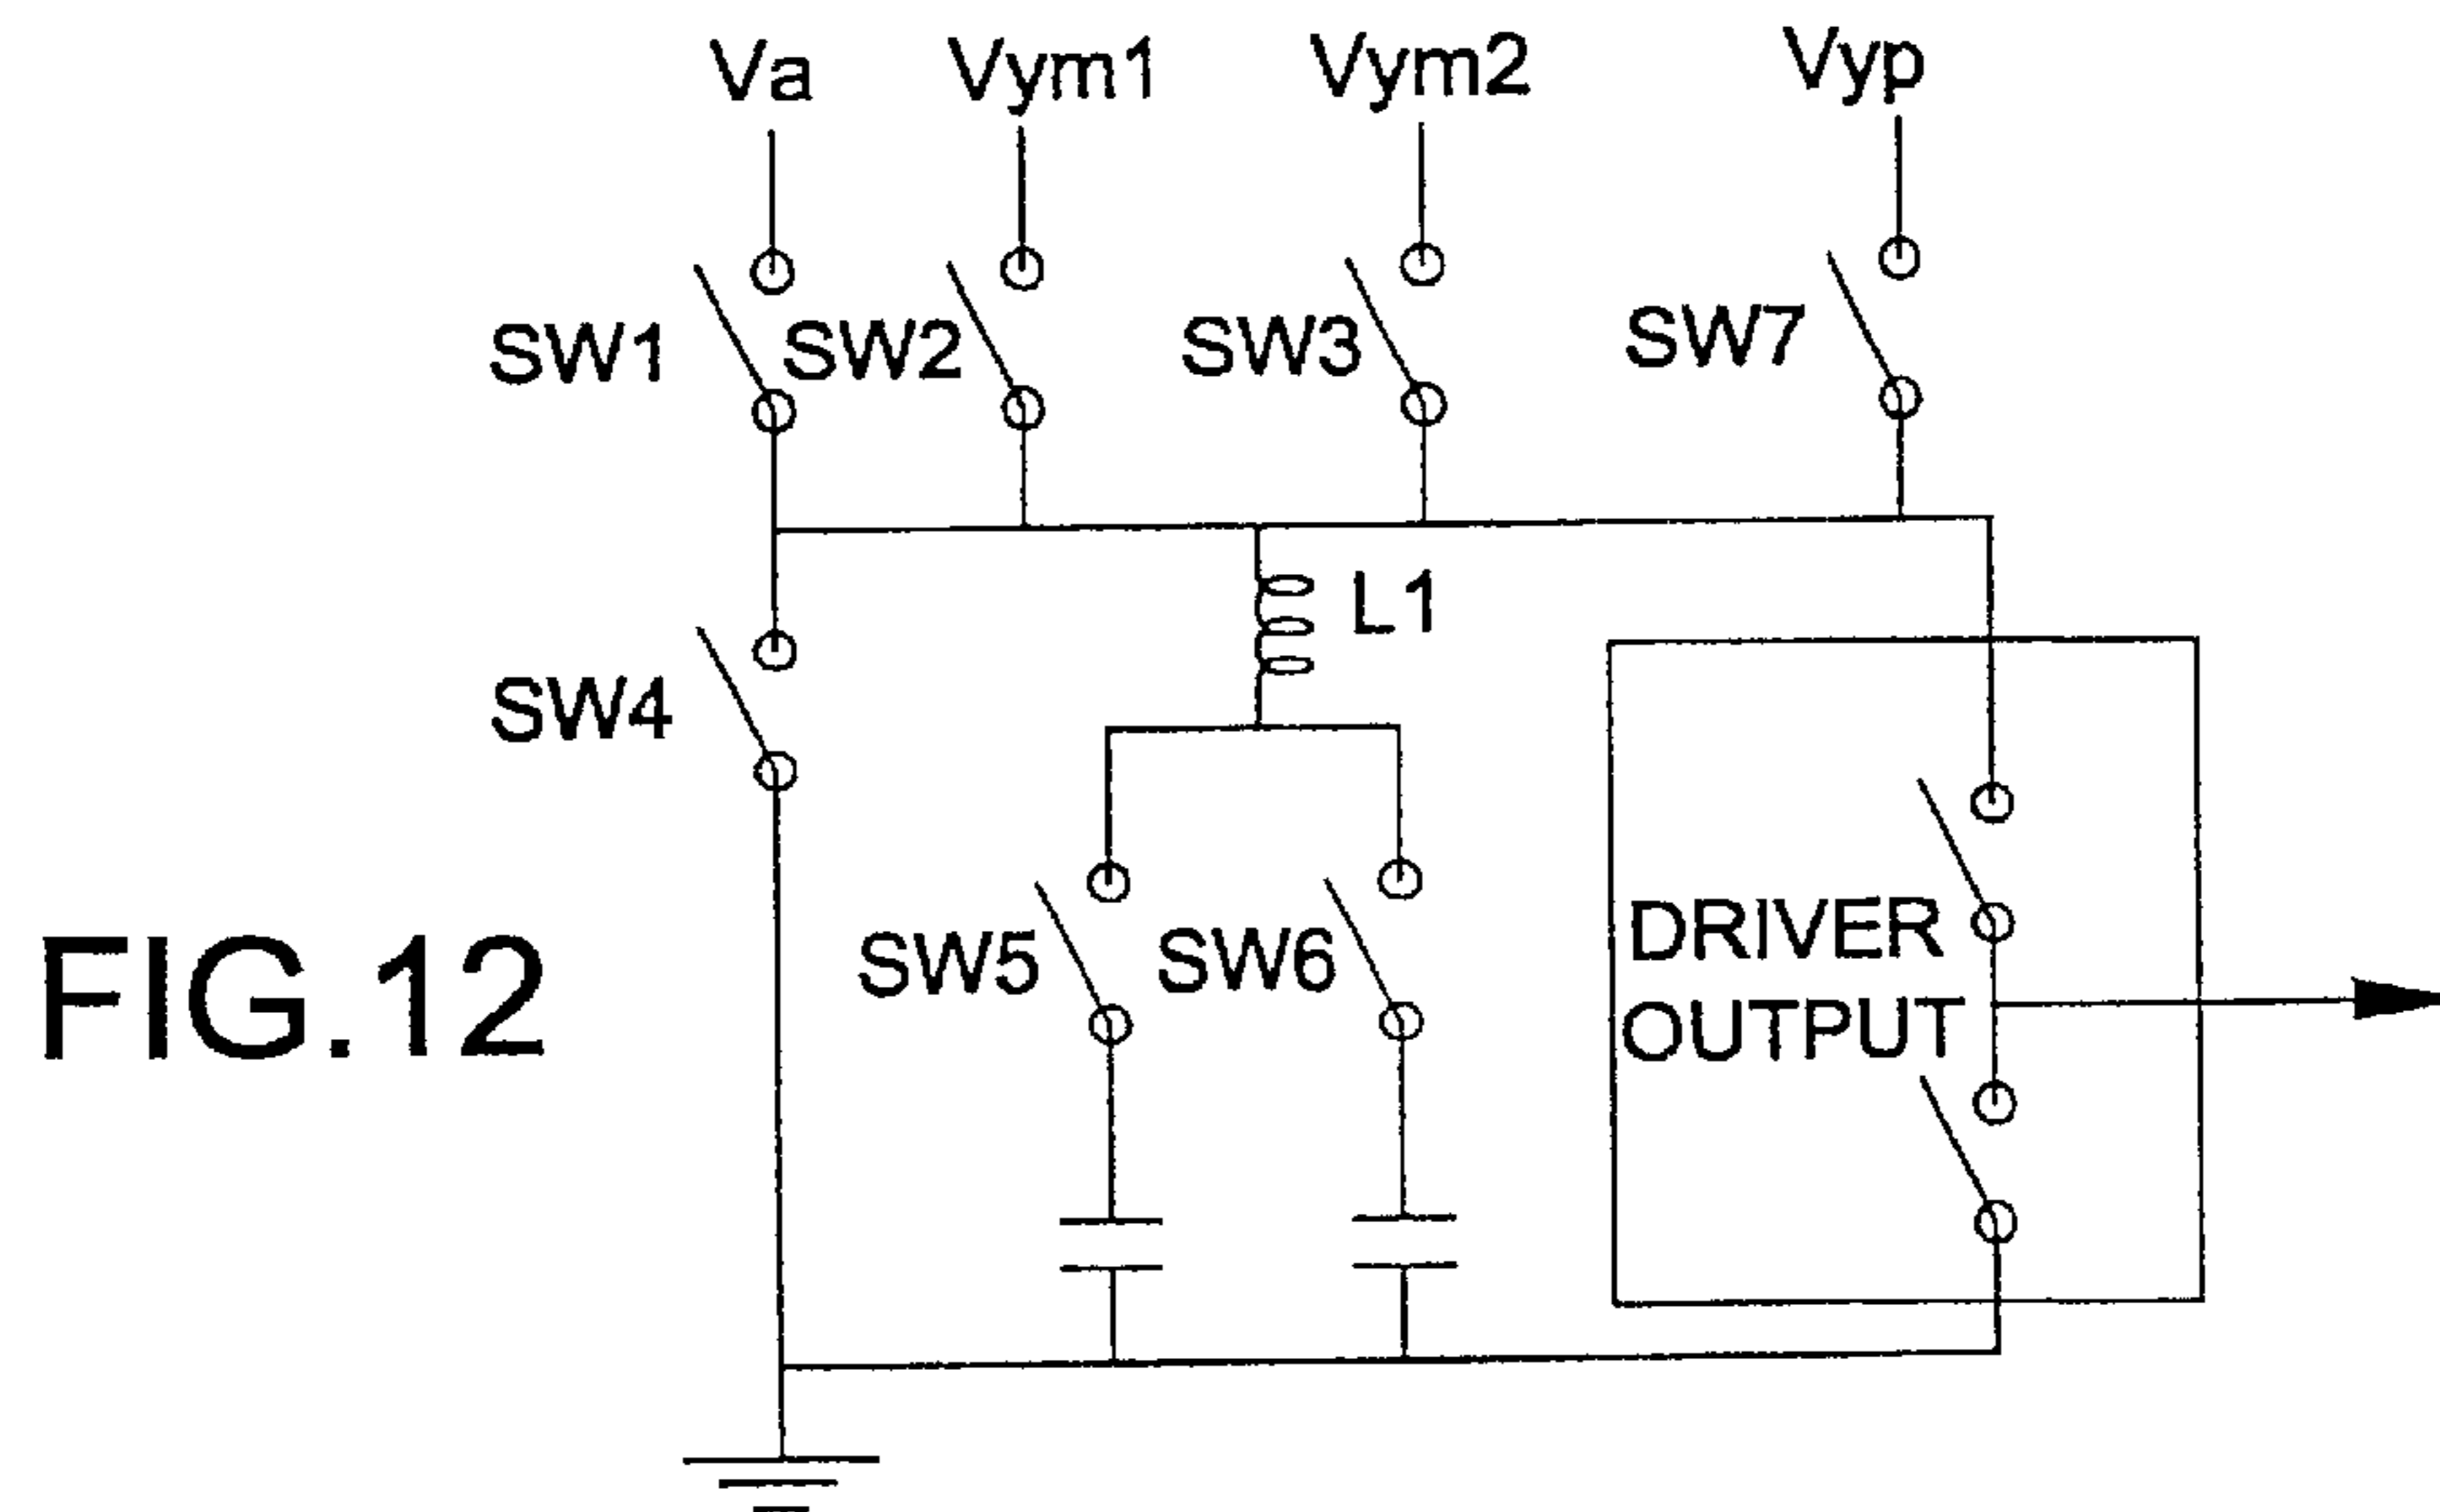 Va
Vym1
Vym2
Vyp
SW1
SW2
SW3
SW7
L1
SW4
SW5
SW6
DRIVER
OUTPUT
FIG.12